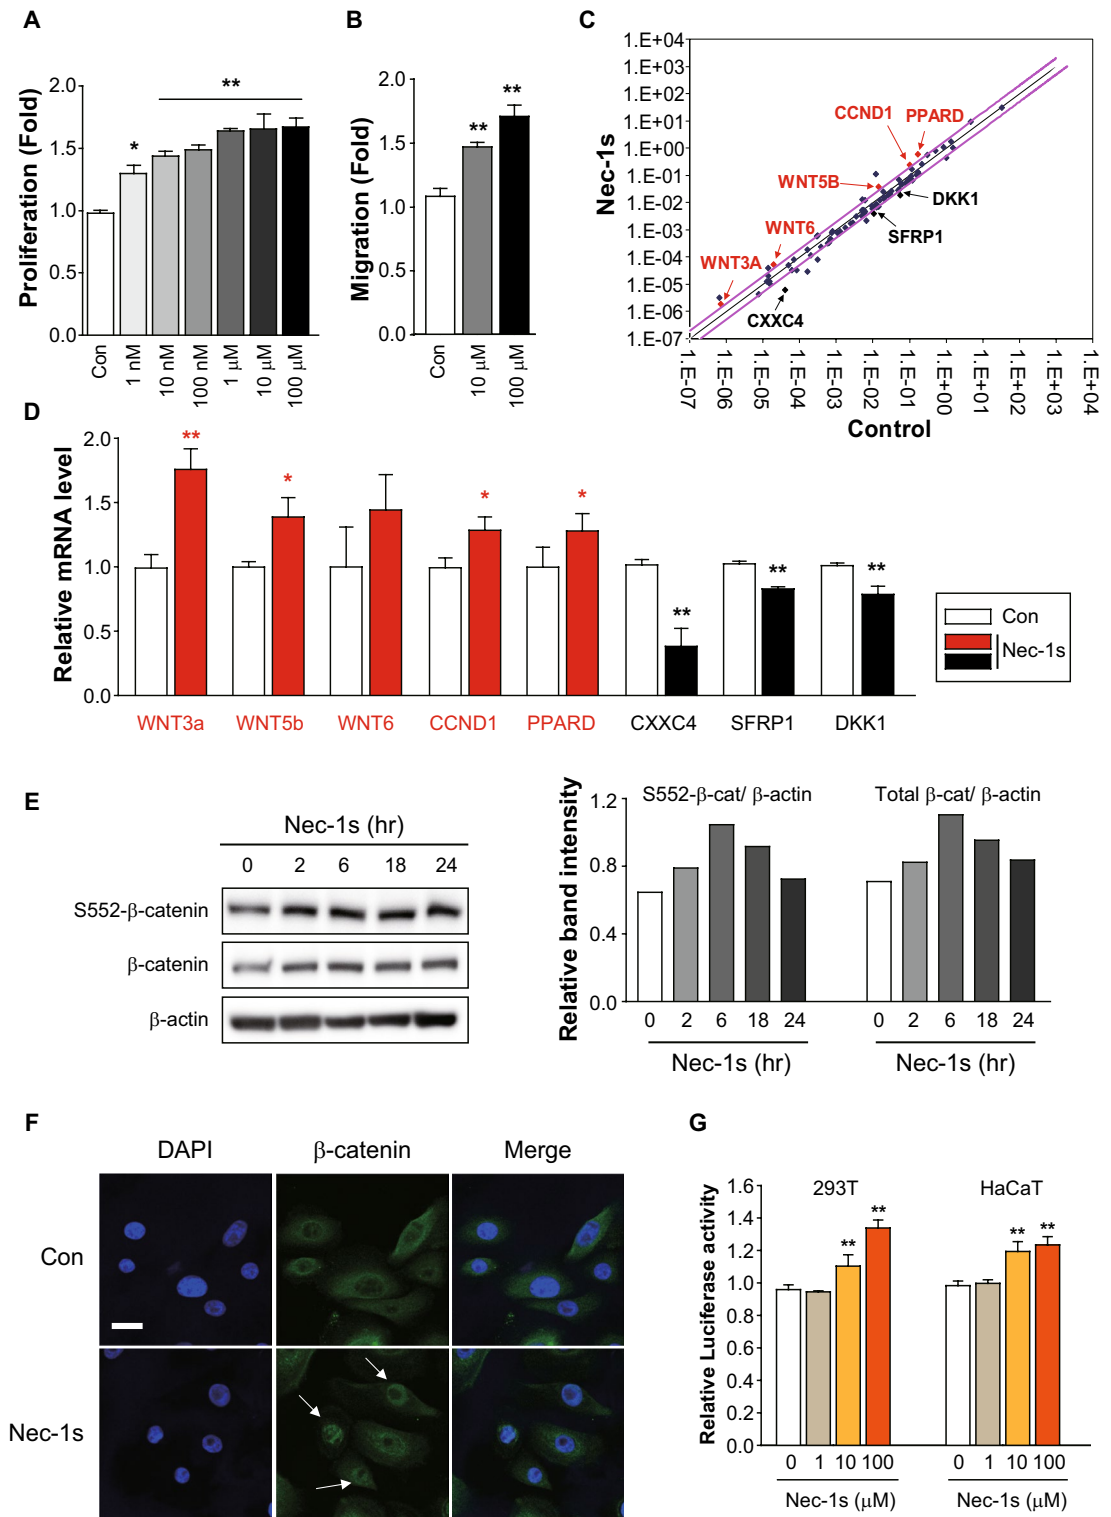 A
Proliferation (Fold)
2.0
1.5
1.0
0.5
0.0
*
**
Con
1 nM
10 nM
100 nM
1 μM
10 μM
100 μM
B
Migration (Fold)
2.0
1.5
1.0
0.5
0.0
**
**
Con
10 μM
100 μM
C
Nec-1s
1.E+04
1.E+03
1.E+02
1.E+01
1.E+00
1.E-01
1.E-02
1.E-03
1.E-04
1.E-05
1.E-06
1.E-07
CCND1
PPARD
WNT5B
DKK1
SFRP1
WNT6
WNT3A
CXXC4
1.E-07
1.E-06
1.E-05
1.E-04
1.E-03
1.E-02
1.E-01
1.E+00
1.E+01
1.E+02
1.E+03
1.E+04
Control
D
Relative mRNA level
2.0
1.5
1.0
0.5
0.0
**
*
*
*
**
**
**
WNT3a
WNT5b
WNT6
CCND1
PPARD
CXXC4
SFRP1
DKK1
Con
Nec-1s
E
Nec-1s (hr)
0 2 6 18 24
S552-β-catenin
β-catenin
β-actin
Relative band intensity
1.2
0.8
0.4
0.0
S552-β-cat/ β-actin
Total β-cat/ β-actin
0 2 6 18 24
0 2 6 18 24
Nec-1s (hr)
Nec-1s (hr)
F
DAPI
β-catenin
Merge
Con
Nec-1s
G
Relative Luciferase activity
1.6
1.4
1.2
1.0
0.8
0.6
0.4
0.2
0.0
293T
HaCaT
**
**
**
**
0 1 10 100
0 1 10 100
Nec-1s (μM)
Nec-1s (μM)